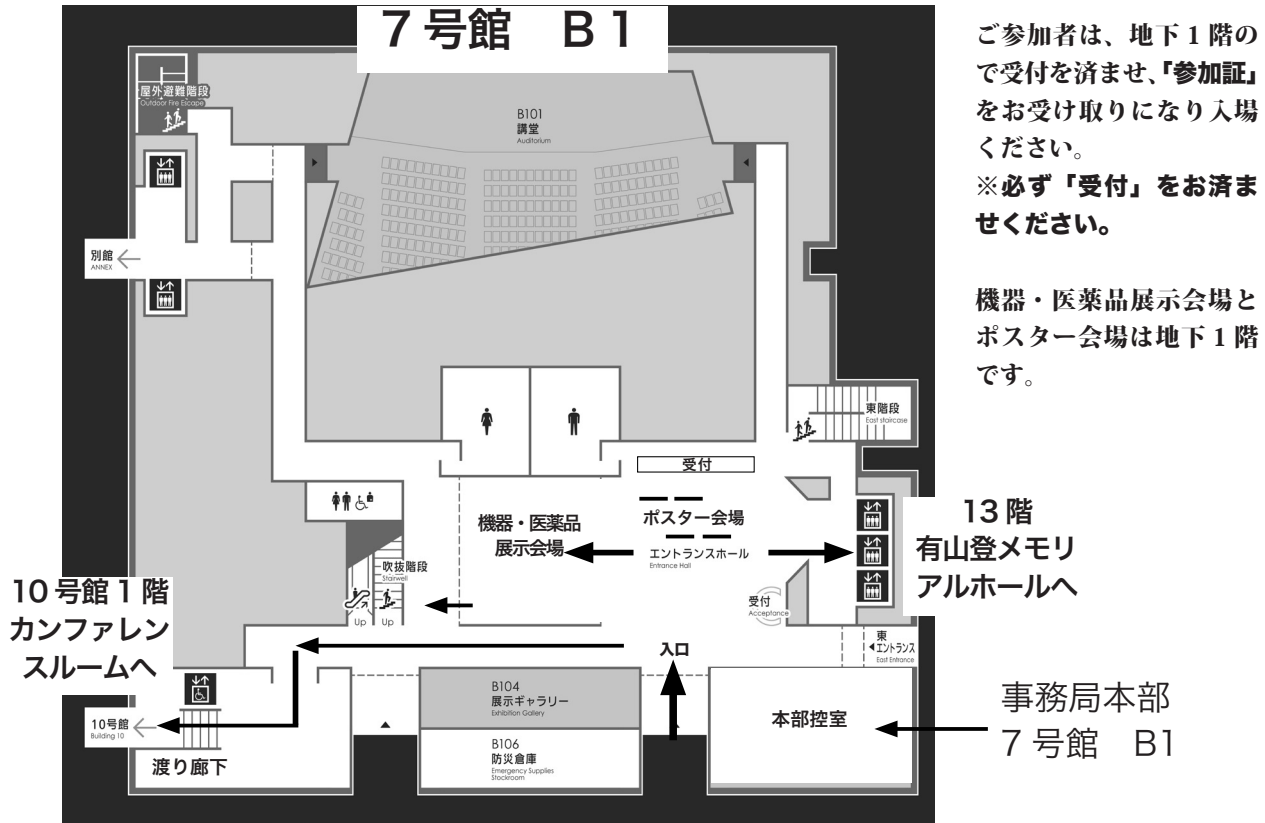 7 号館　B 1
ご参加者は、地下 1 階の
で受付を済ませ、「参加証」
をお受け取りになり入場
ください。
※必ず「受付」をお済ま
せください。
機器・医薬品展示会場と
ポスター会場は地下 1 階
です。
屋外避難階段
Outdoor Fire Escape
B101
講堂
Auditorium
別館
ANNEX
東階段
East staircase
受付
機器・医薬品
展示会場
ポスター会場
エントランスホール
Entrance Hall
13 階
有山登メモリ
アルホールへ
吹抜階段
Stairwell
Up
Up
受付
Acceptance
10 号館 1 階
カンファレン
スルームへ
入口
東
エントランス
East Entrance
B104
展示ギャラリー
Exhibition Gallery
10号館
Building 10
本部控室
事務局本部
7 号館　B1
B106
防災倉庫
Emergency Supplies
Stockroom
渡り廊下